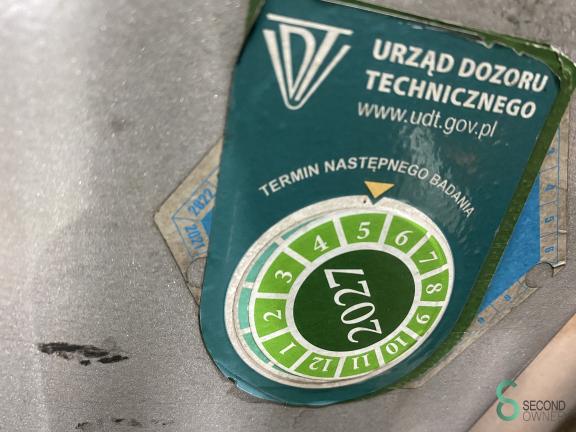 UDT
URZĄD DOZORU
TECHNICZNEGO
www.udt.gov.pl
TERMIN NASTĘPNEGO BADANIA
1 2 3 4 5 6 7 8 9 10 11 12
2027
2022
SECOND
OWNER